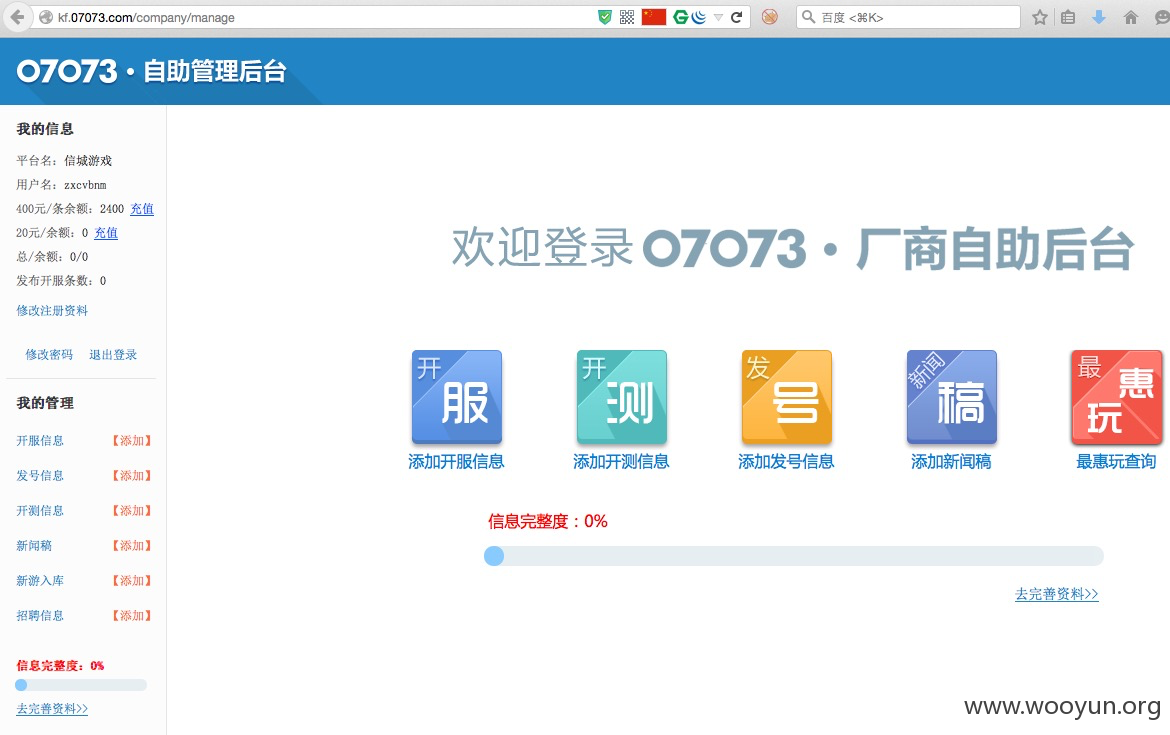 kf.07073.com/company/manage
百度 <⌘K>
07073·自助管理后台
我的信息
平台名：信城游戏
用户名：zxcvbnm
400元/条余额：2400 充值
20元/余额：0 充值
总/余额：0/0
发布开服条数：0
修改注册资料
修改密码 退出登录
我的管理
开服信息 【添加】
发号信息 【添加】
开测信息 【添加】
新闻稿 【添加】
新游入库 【添加】
招聘信息 【添加】
信息完整度：0%
去完善资料>>
欢迎登录07073·厂商自助后台
开服
开测
发号
新闻稿
最惠玩
添加开服信息
添加开测信息
添加发号信息
添加新闻稿
最惠玩查询
信息完整度：0%
去完善资料>>
www.wooyun.org